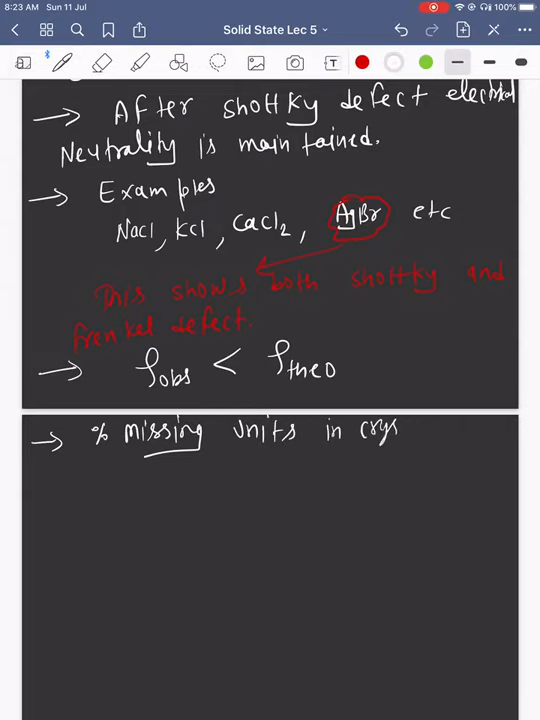 8:23 AM Sun 11 Jul
100%
Solid State Lec 5
T
→ After shottky defect electrical
Neutrality is maintained.
→ Examples
NaCl, KCl, CaCl2, AgBr etc
This shows both shottky and
frenkel defect.
→ ρobs < ρtheo
→ % missing units in crys